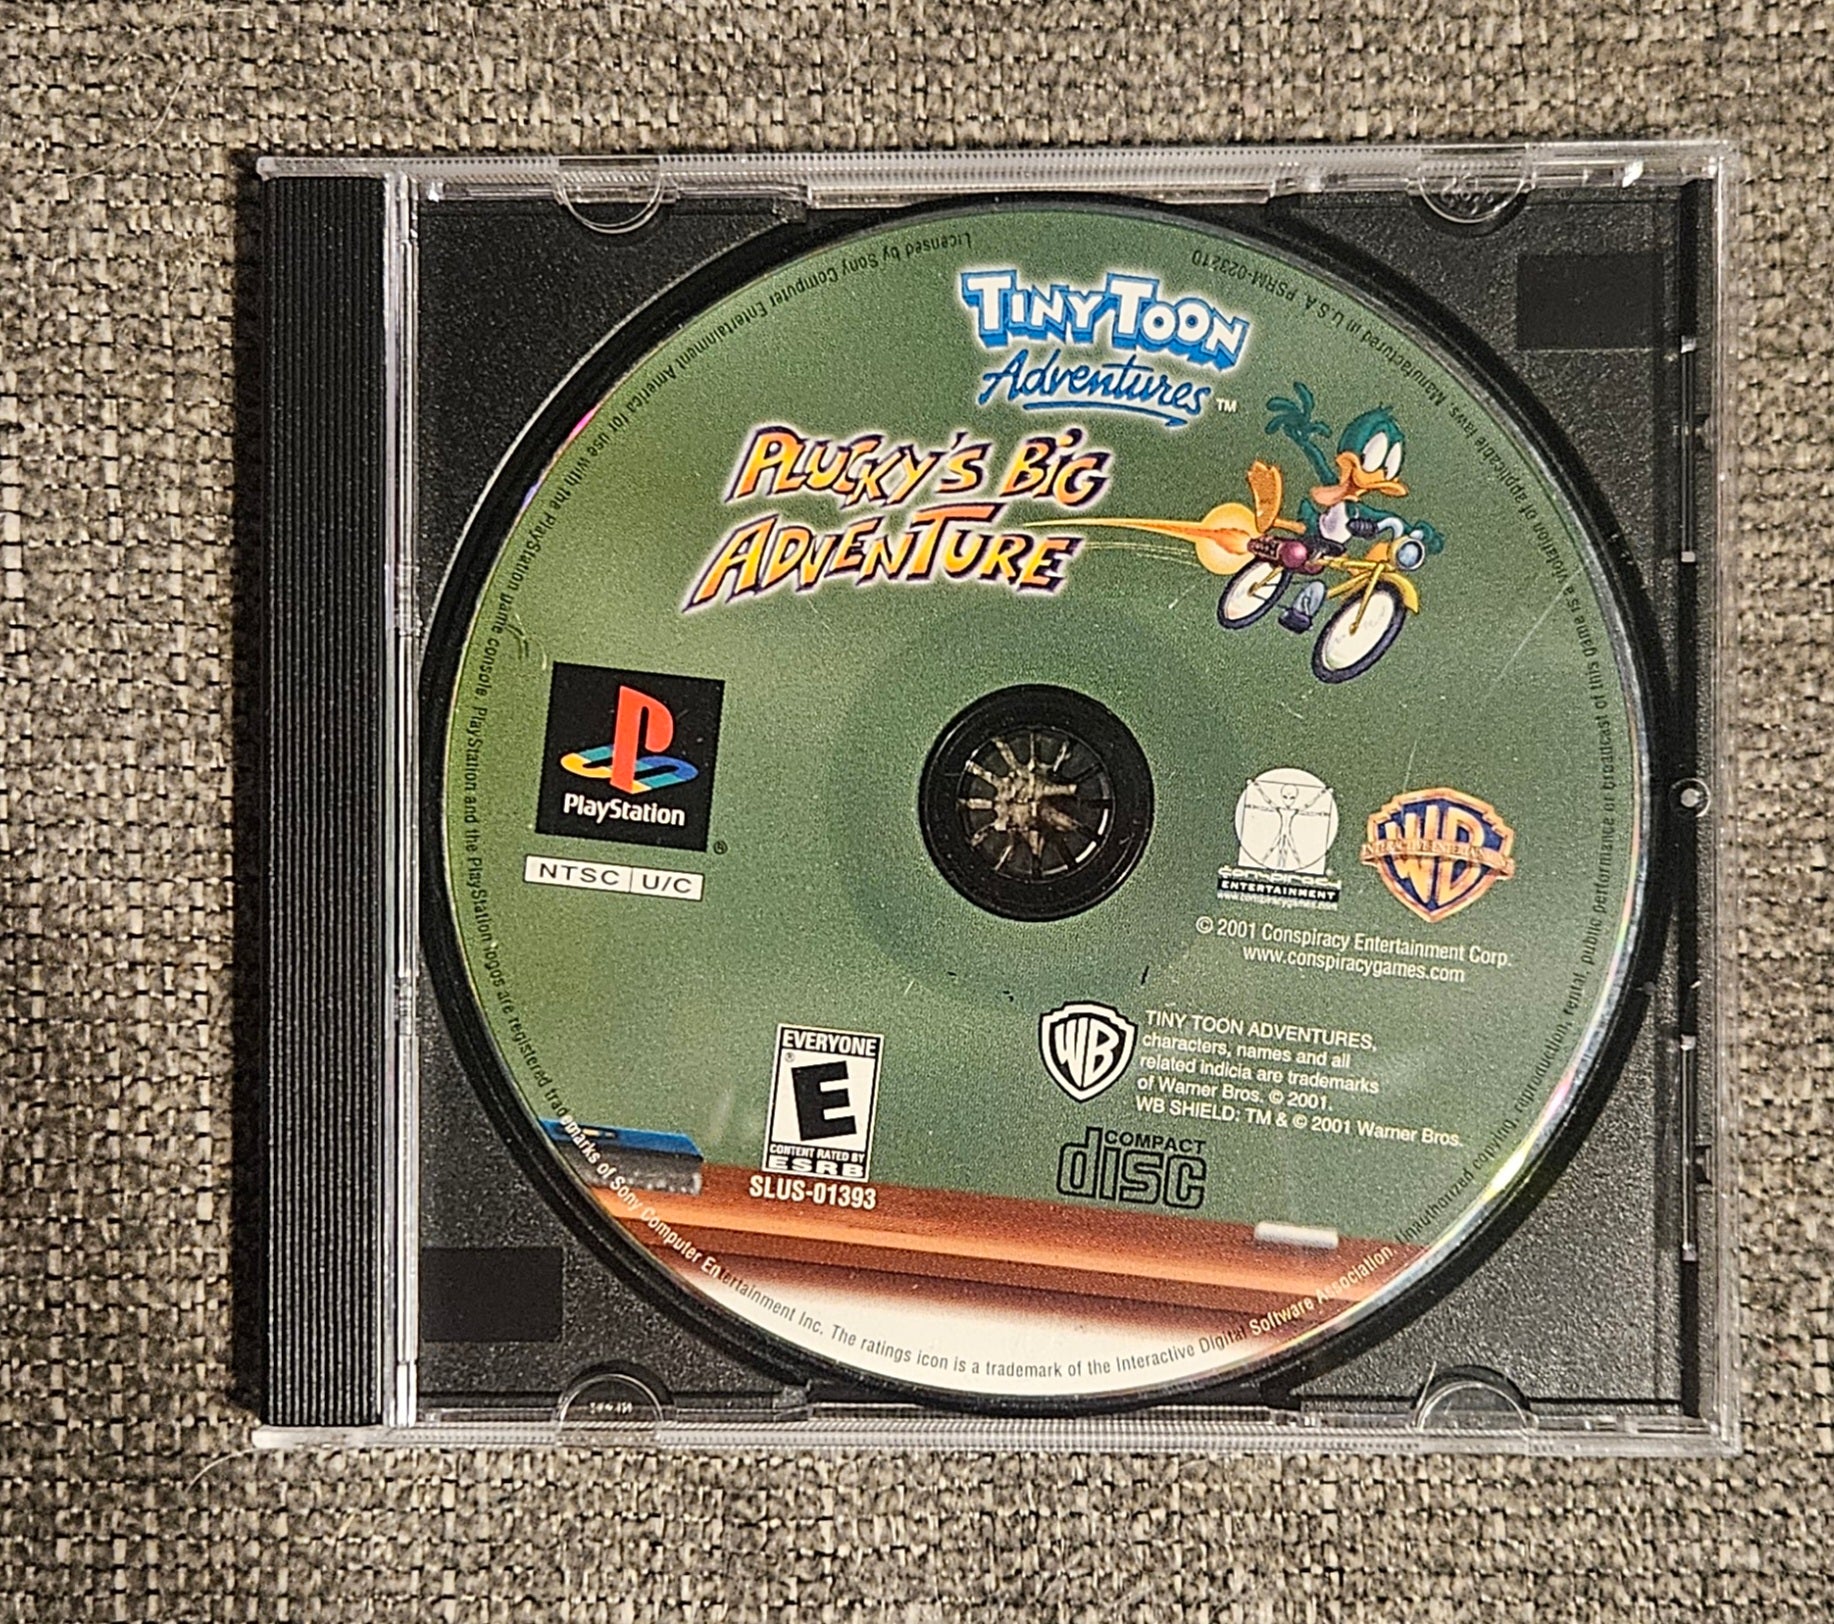 TINY TOON
Adventures™
PLUCKY'S BIG
ADVENTURE
PlayStation
®
NTSC U/C
conspiracy
ENTERTAINMENT
www.conspiracygames.com
WB
INTERACTIVE ENTERTAINMENT
© 2001 Conspiracy Entertainment Corp.
www.conspiracygames.com
WB
TINY TOON ADVENTURES,
characters, names and all
related indicia are trademarks
of Warner Bros. © 2001.
WB SHIELD: TM & © 2001 Warner Bros.
EVERYONE
E
®
CONTENT RATED BY
ESRB
SLUS-01393
COMPACT
disc
Licensed by Sony Computer Entertainment America for use with the PlayStation game console. PlayStation and the PlayStation logos are registered trademarks of Sony Computer Entertainment Inc. The ratings icon is a trademark of the Interactive Digital Software Association. Unauthorized copying, reproduction, rental, public performance or broadcast of this game is a violation of applicable laws. Manufactured in U.S.A. PSRM-023210